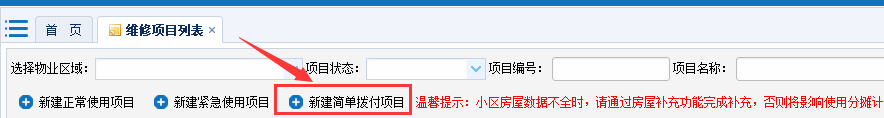 首 页 维修项目列表 ×
选择物业区域： 项目状态： 项目编号： 项目名称：
新建正常使用项目 新建紧急使用项目 新建简单拨付项目 温馨提示：小区房屋数据不全时，请通过房屋补充功能完成补充，否则将影响使用分摊计